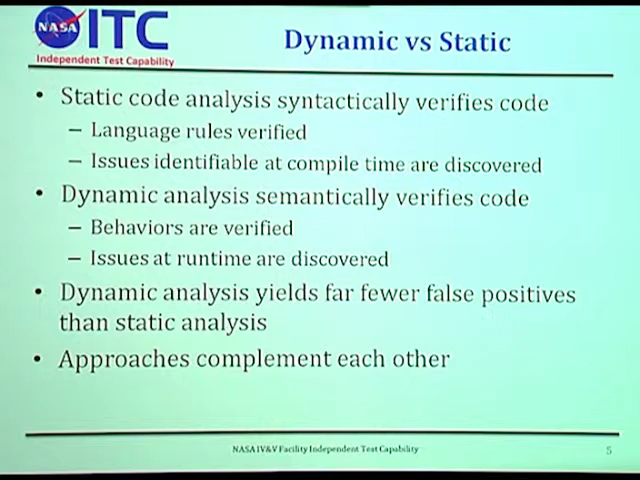 NASA ITC
Independent Test Capability
Dynamic vs Static
• Static code analysis syntactically verifies code
– Language rules verified
– Issues identifiable at compile time are discovered
• Dynamic analysis semantically verifies code
– Behaviors are verified
– Issues at runtime are discovered
• Dynamic analysis yields far fewer false positives
than static analysis
• Approaches complement each other
NASA IV&V Facility Independent Test Capability
5